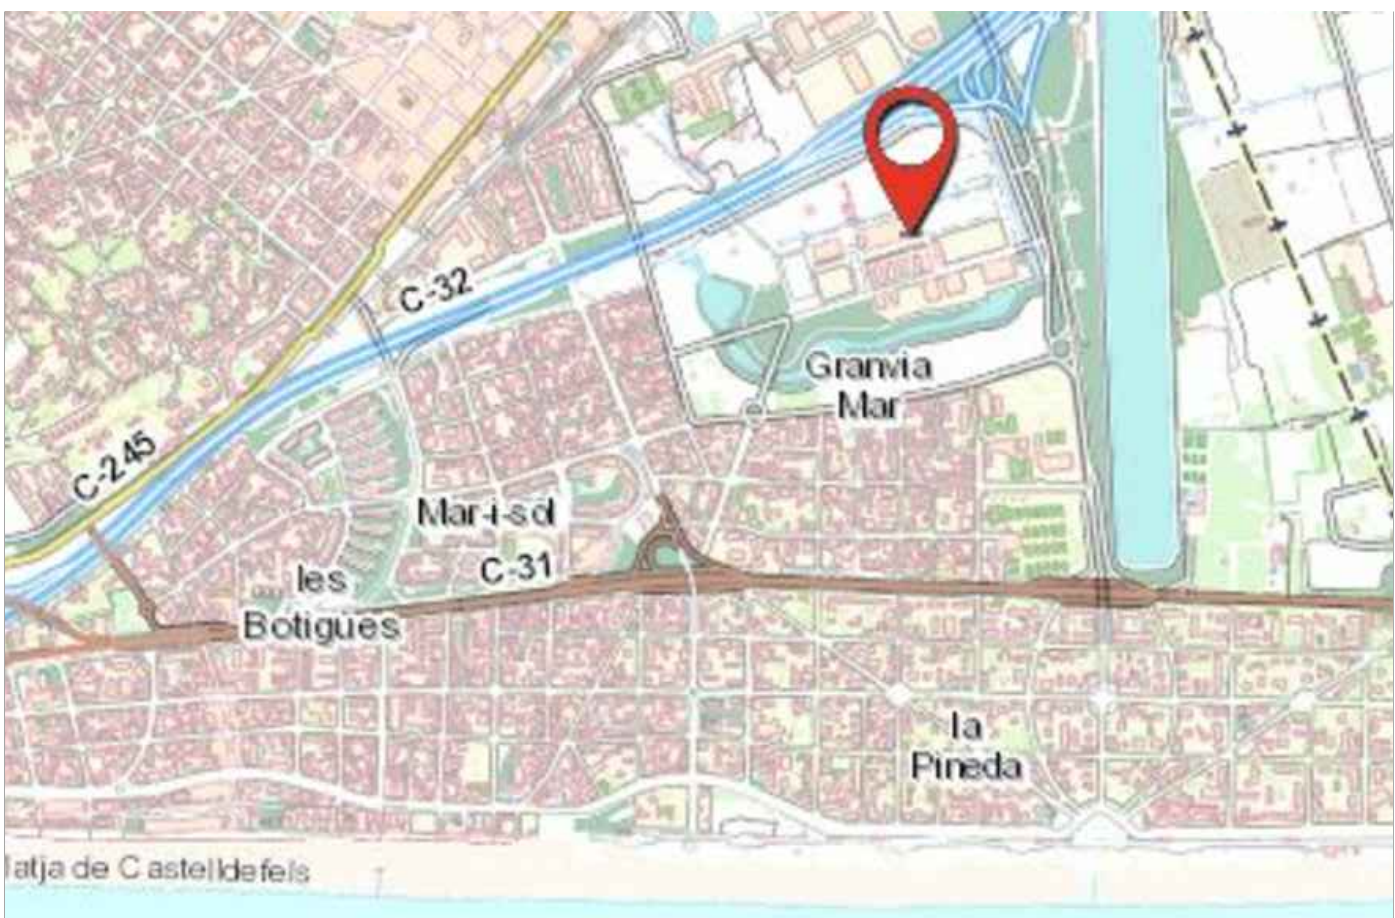 C-32
Granvia
Mar
C-245
Mar-i-sol
C-31
les
Botigues
la
Pineda
latja de Castelldefels